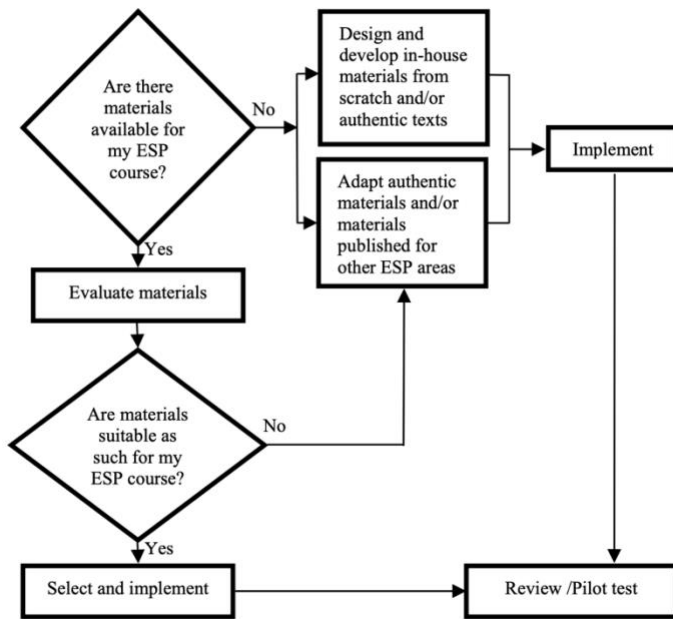 Are there
materials
available for
my ESP
course?
No
Design and
develop in-house
materials from
scratch and/or
authentic texts
Implement
Adapt authentic
materials and/or
materials
published for
other ESP areas
Yes
Evaluate materials
Are materials
suitable as
such for my
ESP course?
No
Yes
Select and implement
Review /Pilot test